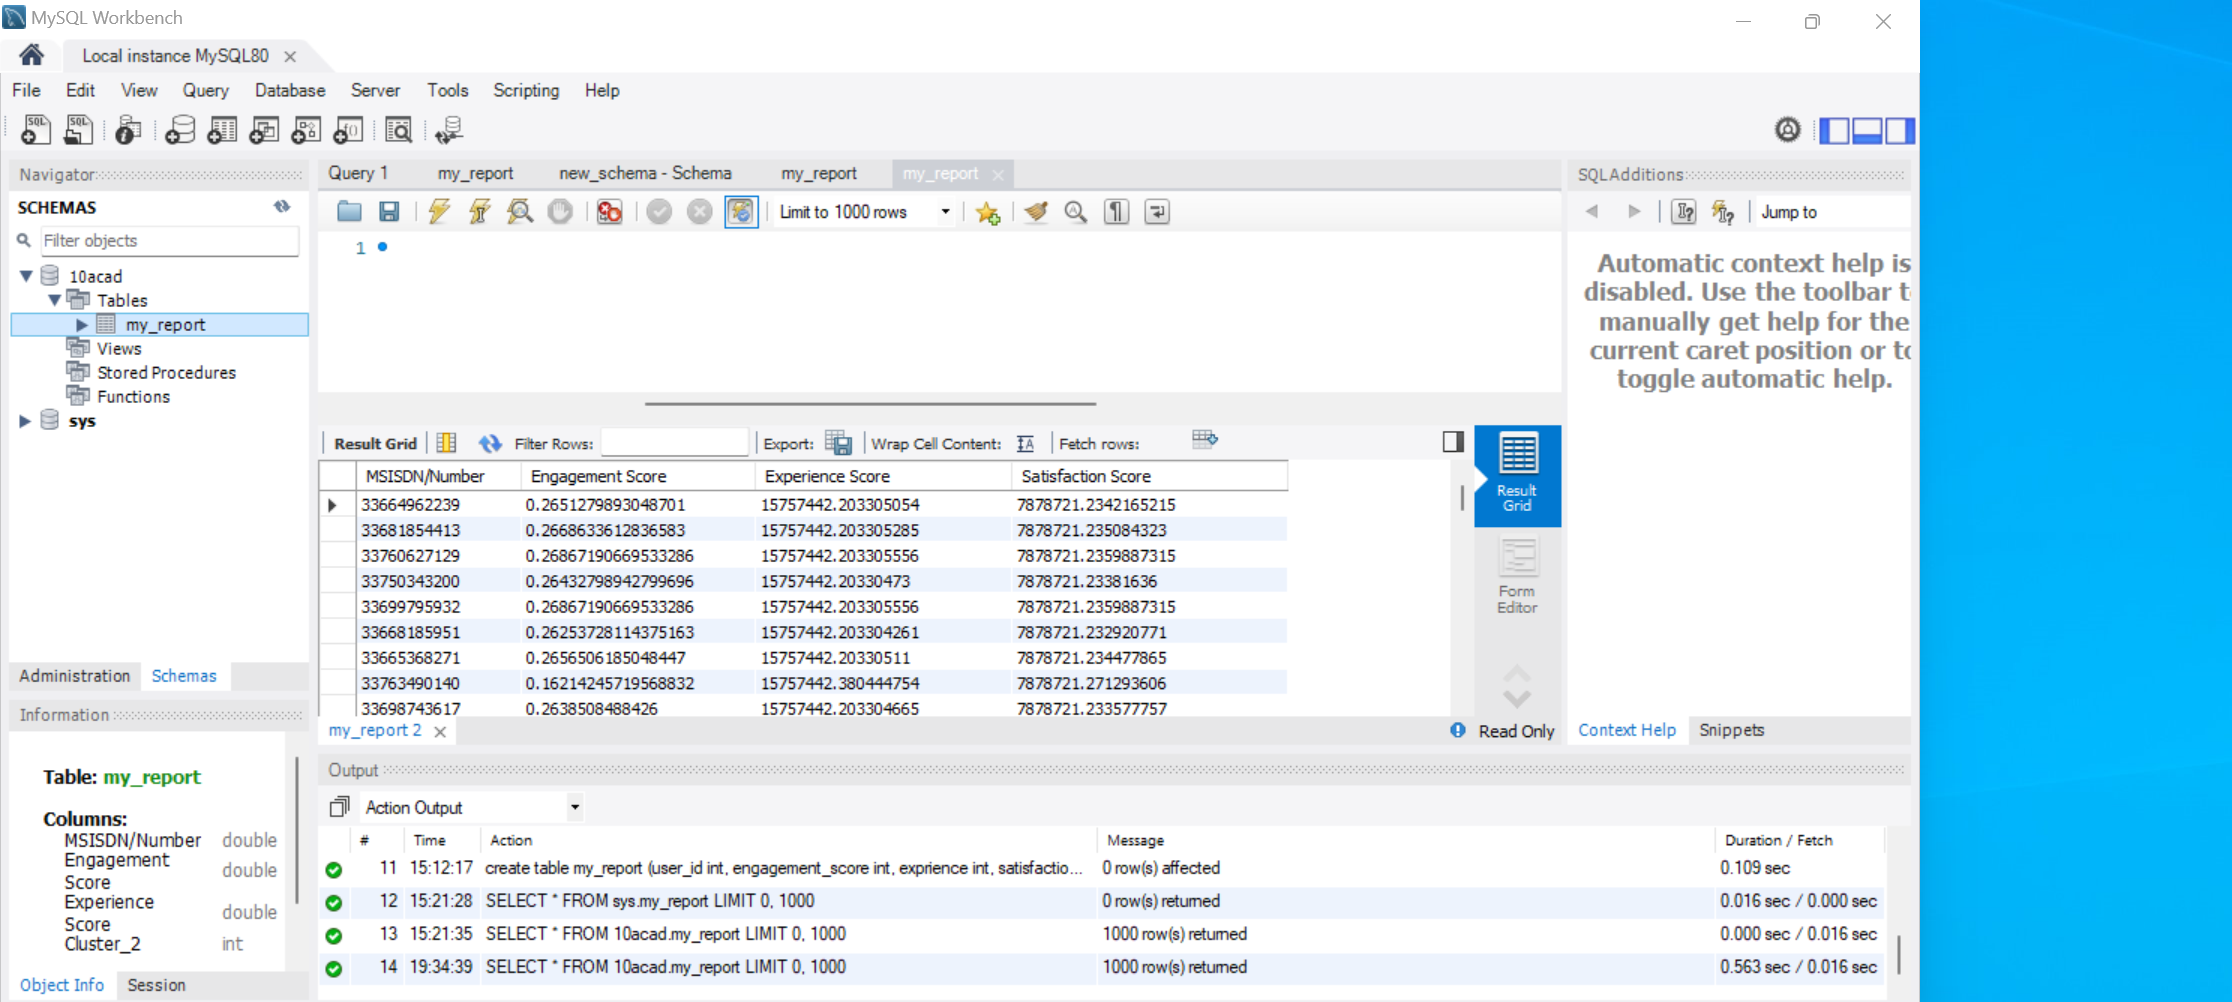 MySQL Workbench
Local instance MySQL80
File Edit View Query Database Server Tools Scripting Help
Navigator
SCHEMAS
Filter objects
10acad
Tables
my_report
Views
Stored Procedures
Functions
sys
Administration Schemas
Information
Table: my_report
Columns:
MSISDN/Number double
Engagement Score double
Experience Score double
Cluster_2 int
Object Info Session
Query 1 my_report new_schema - Schema my_report my_report
Limit to 1000 rows
1
Result Grid Filter Rows: Export: Wrap Cell Content: Fetch rows:
MSISDN/Number Engagement Score Experience Score Satisfaction Score
33664962239 0.2651279893048701 15757442.203305054 7878721.2342165215
33681854413 0.2668633612836583 15757442.203305285 7878721.235084323
33760627129 0.26867190669533286 15757442.203305556 7878721.2359887315
33750343200 0.26432798942799696 15757442.20330473 7878721.23381636
33699795932 0.26867190669533286 15757442.203305556 7878721.2359887315
33668185951 0.26253728114375163 15757442.203304261 7878721.232920771
33665368271 0.2656506185048447 15757442.20330511 7878721.234477865
33763490140 0.16214245719568832 15757442.380444754 7878721.271293606
33698743617 0.2638508488426 15757442.203304665 7878721.233577757
Result Grid
Form Editor
my_report 2
Read Only
SQLAdditions
Jump to
Automatic context help is
disabled. Use the toolbar t
manually get help for the
current caret position or to
toggle automatic help.
Context Help Snippets
Output
Action Output
# Time Action Message Duration / Fetch
11 15:12:17 create table my_report (user_id int, engagement_score int, exprience int, satisfactio... 0 row(s) affected 0.109 sec
12 15:21:28 SELECT * FROM sys.my_report LIMIT 0, 1000 0 row(s) returned 0.016 sec / 0.000 sec
13 15:21:35 SELECT * FROM 10acad.my_report LIMIT 0, 1000 1000 row(s) returned 0.000 sec / 0.016 sec
14 19:34:39 SELECT * FROM 10acad.my_report LIMIT 0, 1000 1000 row(s) returned 0.563 sec / 0.016 sec